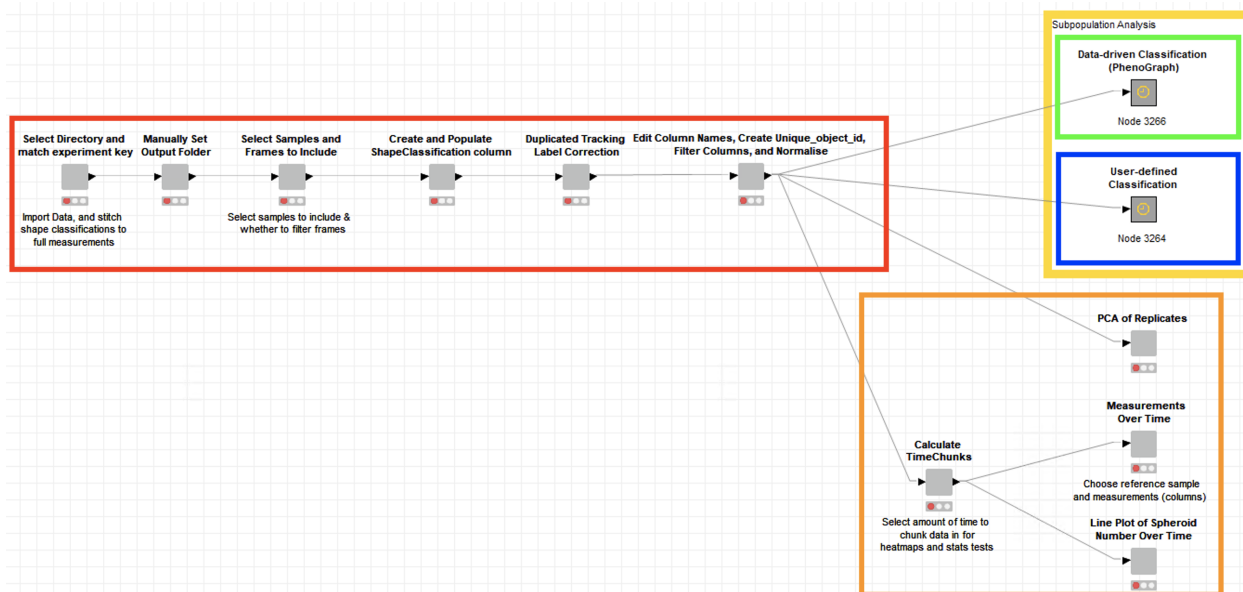 Subpopulation Analysis
Data-driven Classification
(PhenoGraph)
Node 3266
User-defined
Classification
Node 3264
Select Directory and
match experiment key
Import Data, and stitch
shape classifications to
full measurements
Manually Set
Output Folder
Select Samples and
Frames to Include
Select samples to include &
whether to filter frames
Create and Populate
ShapeClassification column
Duplicated Tracking
Label Correction
Edit Column Names, Create Unique_object_id,
Filter Columns, and Normalise
PCA of Replicates
Calculate
TimeChunks
Select amount of time to
chunk data in for
heatmaps and stats tests
Measurements
Over Time
Choose reference sample
and measurements (columns)
Line Plot of Spheroid
Number Over Time